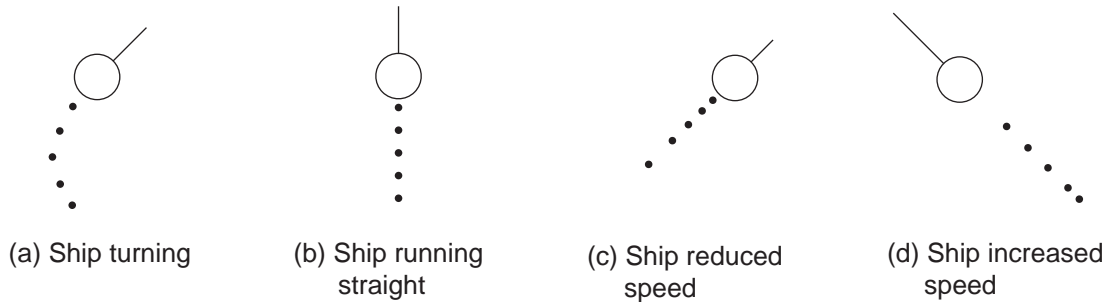 (a) Ship turning
(b) Ship running
straight
(c) Ship reduced
speed
(d) Ship increased
speed